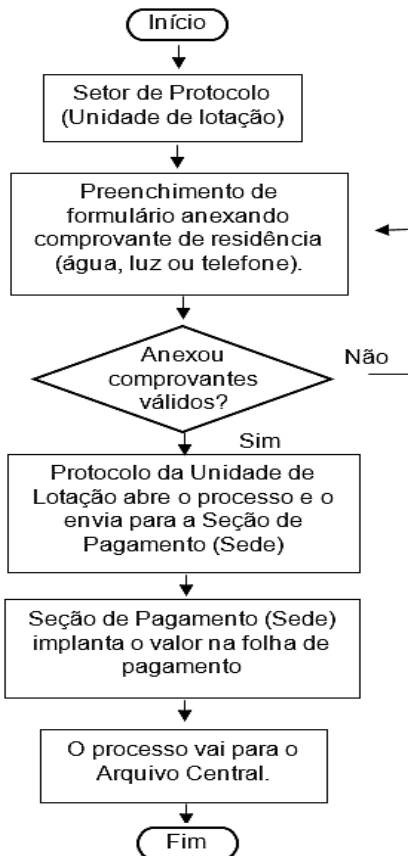 Início
Setor de Protocolo
(Unidade de lotação)
Preenchimento de
formulário anexando
comprovante de residência
(água, luz ou telefone).
Anexou
comprovantes
válidos?
Não
Sim
Protocolo da Unidade de
Lotação abre o processo e o
envia para a Seção de
Pagamento (Sede)
Seção de Pagamento (Sede)
implanta o valor na folha de
pagamento
O processo vai para o
Arquivo Central.
Fim